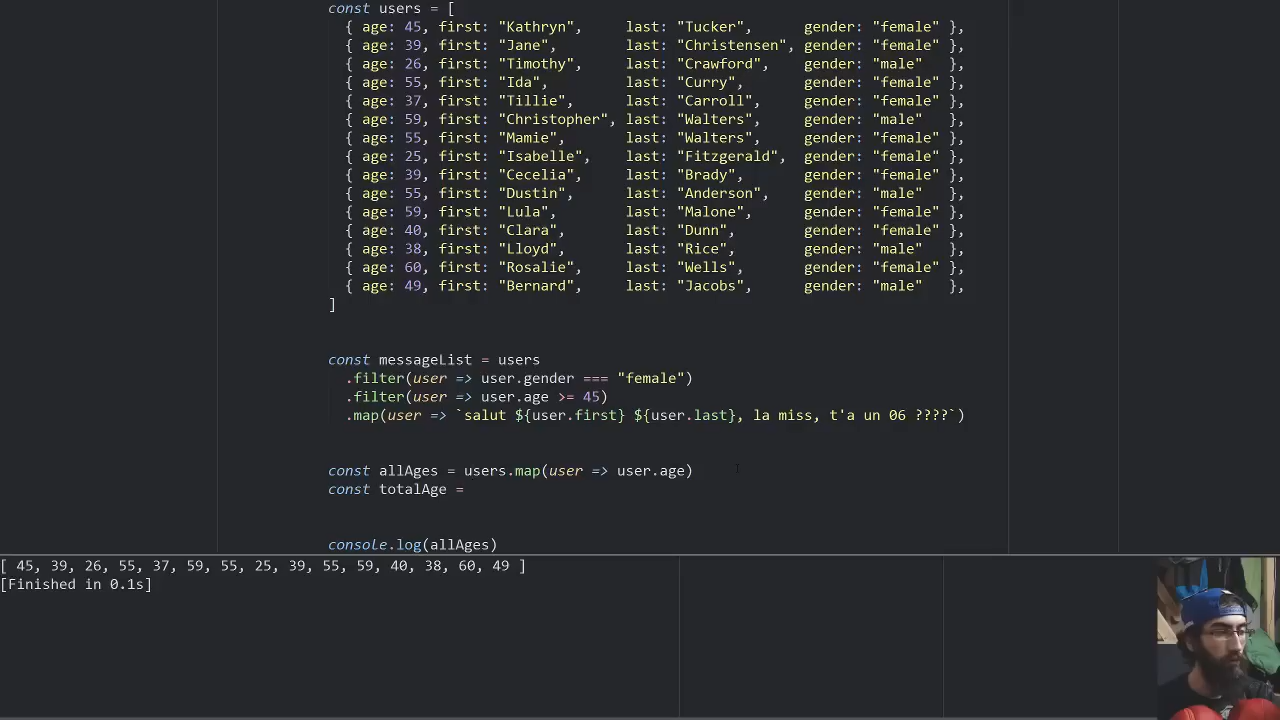 const users = [
{ age: 45, first: "Kathryn", last: "Tucker", gender: "female" },
{ age: 39, first: "Jane", last: "Christensen", gender: "female" },
{ age: 26, first: "Timothy", last: "Crawford", gender: "male" },
{ age: 55, first: "Ida", last: "Curry", gender: "female" },
{ age: 37, first: "Tillie", last: "Carroll", gender: "female" },
{ age: 59, first: "Christopher", last: "Walters", gender: "male" },
{ age: 55, first: "Mamie", last: "Walters", gender: "female" },
{ age: 25, first: "Isabelle", last: "Fitzgerald", gender: "female" },
{ age: 39, first: "Cecelia", last: "Brady", gender: "female" },
{ age: 55, first: "Dustin", last: "Anderson", gender: "male" },
{ age: 59, first: "Lula", last: "Malone", gender: "female" },
{ age: 40, first: "Clara", last: "Dunn", gender: "female" },
{ age: 38, first: "Lloyd", last: "Rice", gender: "male" },
{ age: 60, first: "Rosalie", last: "Wells", gender: "female" },
{ age: 49, first: "Bernard", last: "Jacobs", gender: "male" },
]
const messageList = users
.filter(user => user.gender === "female")
.filter(user => user.age >= 45)
.map(user => `salut ${user.first} ${user.last}, la miss, t'a un 06 ????`)
const allAges = users.map(user => user.age)
const totalAge =
console.log(allAges)
[ 45, 39, 26, 55, 37, 59, 55, 25, 39, 55, 59, 40, 38, 60, 49 ]
[Finished in 0.1s]